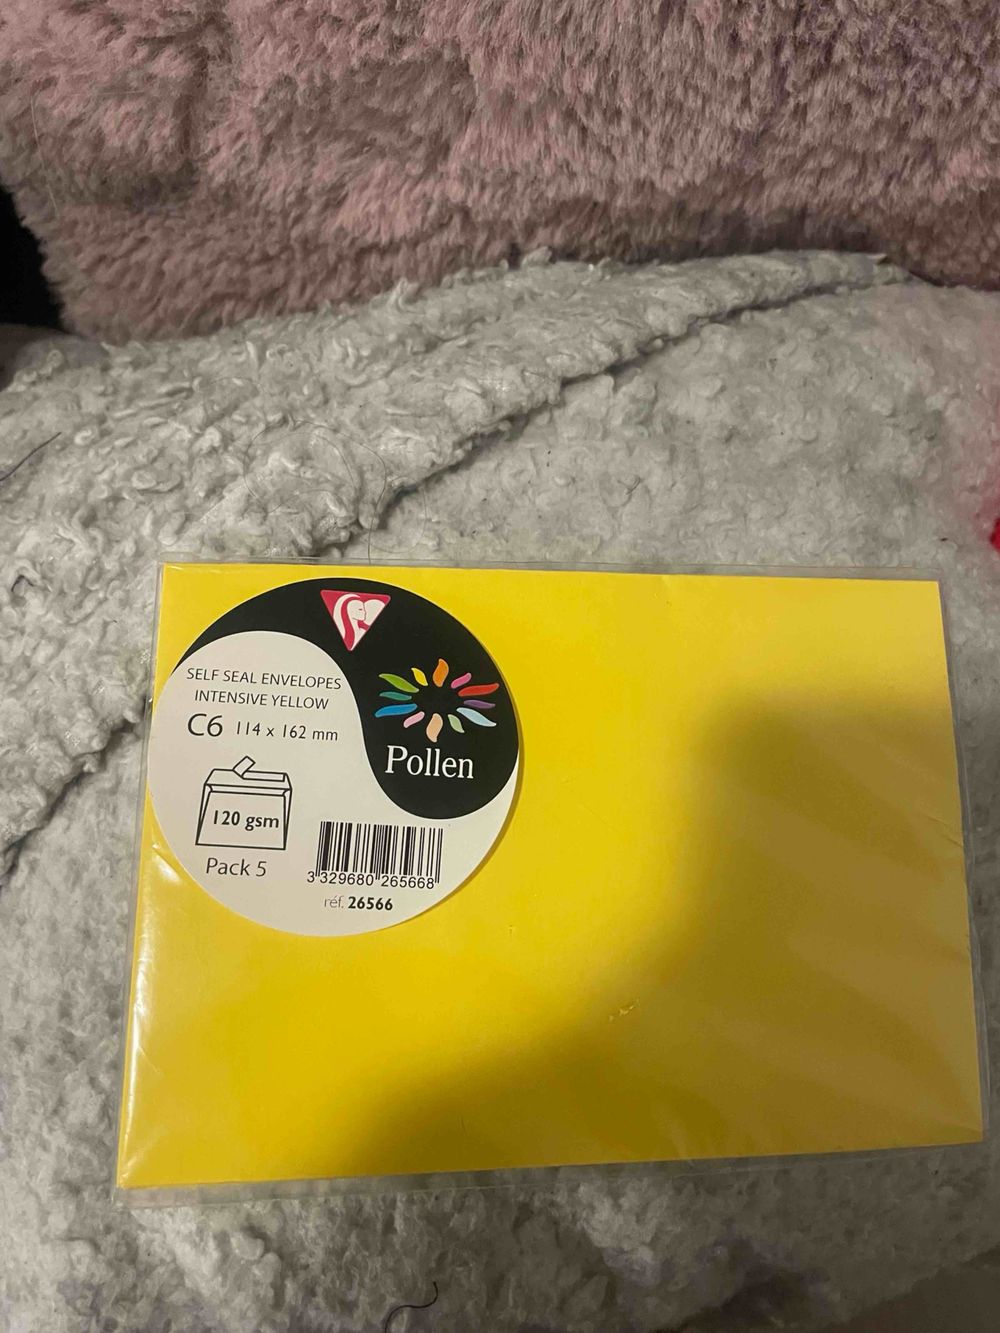 SELF SEAL ENVELOPES
INTENSIVE YELLOW
C6 114 x 162 mm
Pollen
120 gsm
Pack 5
3 329680 265668
réf. 26566